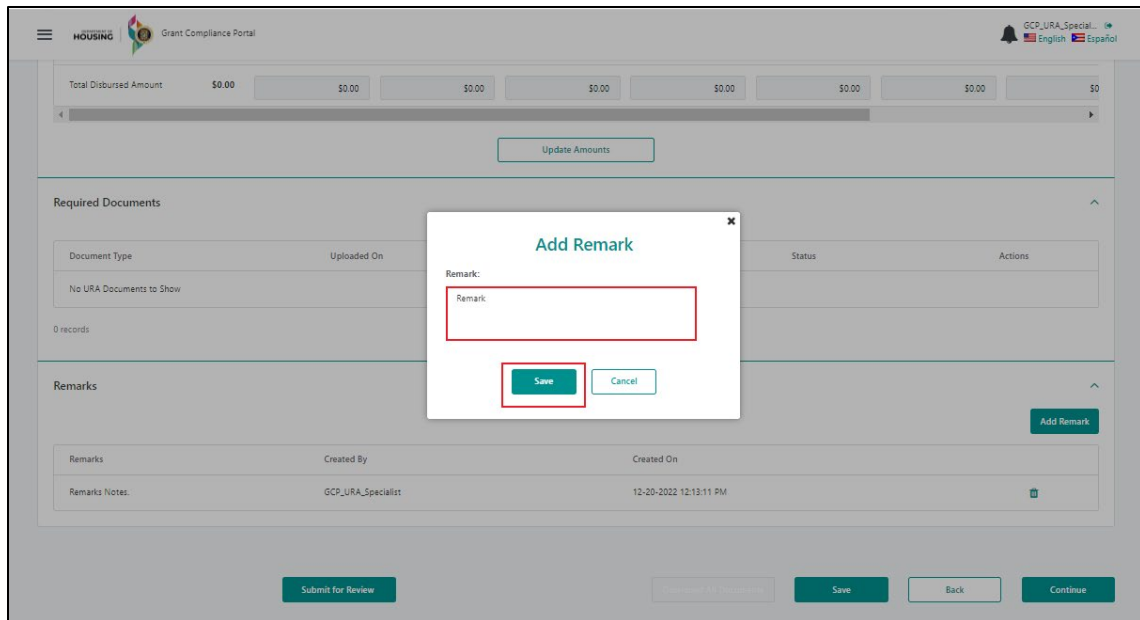 DEPARTMENT OF
HOUSING
Grant Compliance Portal
GCP_URA_Special...
English Español
Total Disbursed Amount $0.00 $0.00 $0.00 $0.00 $0.00 $0.00 $0.00 $0
Update Amounts
Required Documents
Document Type Uploaded On Status Actions
No URA Documents to Show
0 records
Add Remark
Remark:
Remark
Save Cancel
Remarks
Add Remark
Remarks Created By Created On
Remarks Notes. GCP_URA_Specialist 12-20-2022 12:13:11 PM
Submit for Review Save Back Continue